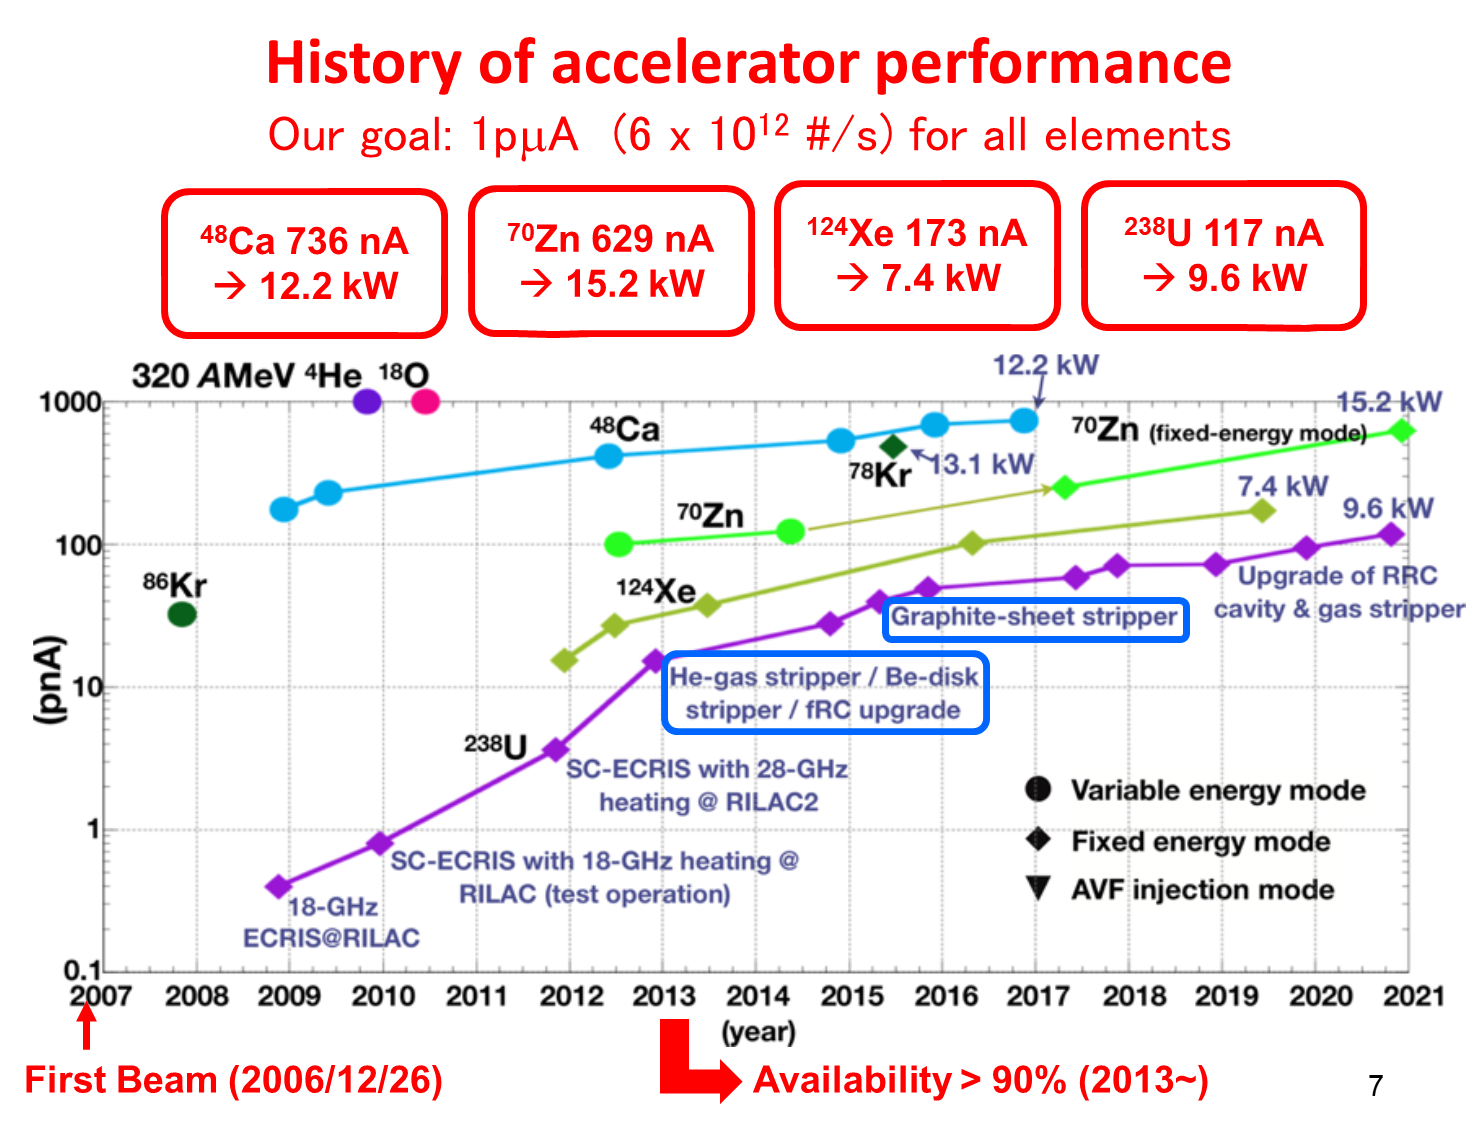 History of accelerator performance
Our goal: 1pμA (6 x 10¹² #/s) for all elements
⁴⁸Ca 736 nA
→ 12.2 kW
⁷⁰Zn 629 nA
→ 15.2 kW
¹²⁴Xe 173 nA
→ 7.4 kW
²³⁸U 117 nA
→ 9.6 kW
320 AMeV ⁴He ¹⁸O
12.2 kW
15.2 kW
⁴⁸Ca
⁷⁰Zn (fixed-energy mode)
⁷⁸Kr
13.1 kW
7.4 kW
⁷⁰Zn
9.6 kW
⁸⁶Kr
¹²⁴Xe
Upgrade of RRC
cavity & gas stripper
Graphite-sheet stripper
He-gas stripper / Be-disk
stripper / fRC upgrade
²³⁸U
SC-ECRIS with 28-GHz
heating @ RILAC2
SC-ECRIS with 18-GHz heating @
RILAC (test operation)
18-GHz
ECRIS@RILAC
Variable energy mode
Fixed energy mode
AVF injection mode
(pnA)
1000
100
10
1
0.1
2007 2008 2009 2010 2011 2012 2013 2014 2015 2016 2017 2018 2019 2020 2021
(year)
First Beam (2006/12/26)
Availability > 90% (2013~)
7